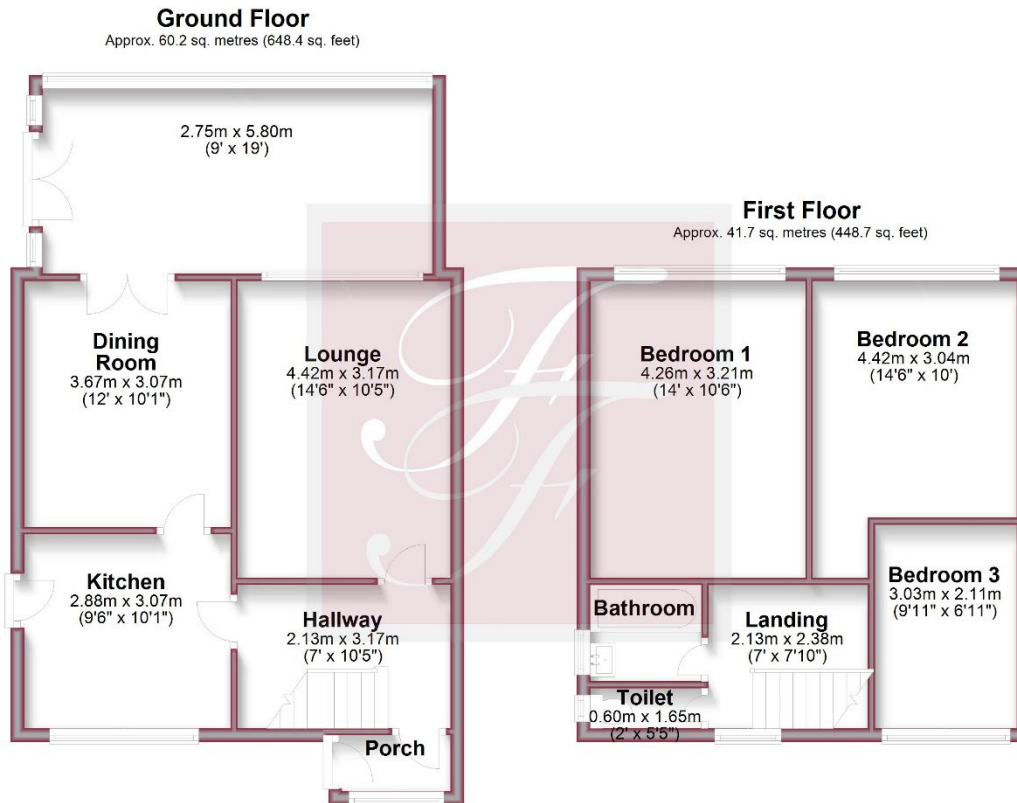 Ground Floor
Approx. 60.2 sq. metres (648.4 sq. feet)
2.75m x 5.80m
(9' x 19')
Dining
Room
3.67m x 3.07m
(12' x 10'1")
Lounge
4.42m x 3.17m
(14'6" x 10'5")
Kitchen
2.88m x 3.07m
(9'6" x 10'1")
Hallway
2.13m x 3.17m
(7' x 10'5")
Porch
First Floor
Approx. 41.7 sq. metres (448.7 sq. feet)
Bedroom 1
4.26m x 3.21m
(14' x 10'6")
Bedroom 2
4.42m x 3.04m
(14'6" x 10')
Bedroom 3
3.03m x 2.11m
(9'11" x 6'11")
Bathroom
Landing
2.13m x 2.38m
(7' x 7'10")
Toilet
0.60m x 1.65m
(2' x 5'5")